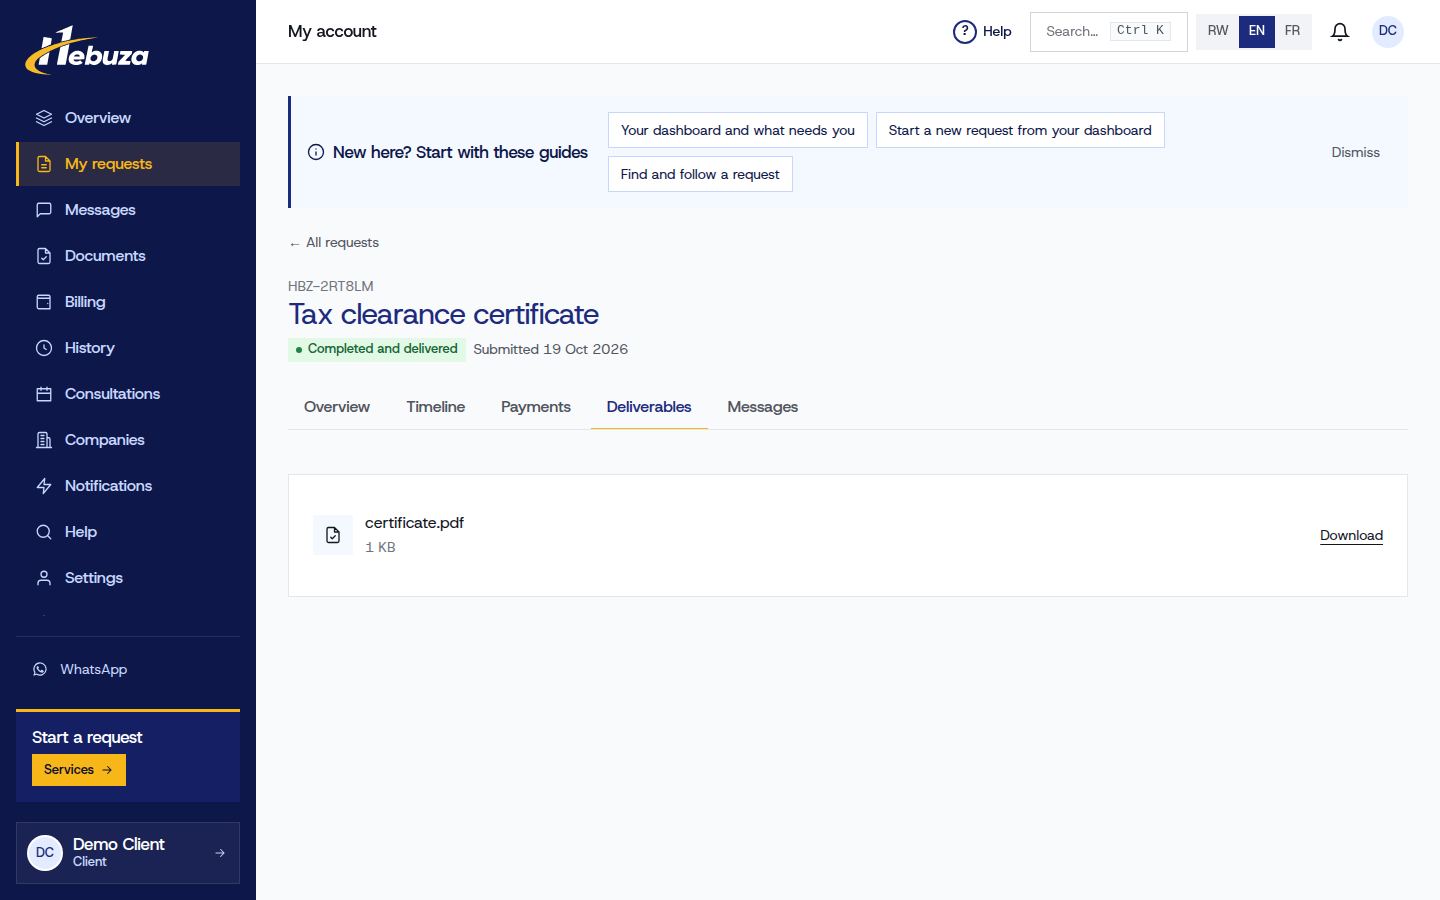 Hebuza
Overview
My requests
Messages
Documents
Billing
History
Consultations
Companies
Notifications
Help
Settings
WhatsApp
Start a request
Services →
DC
Demo Client
Client
→
My account
? Help
Search... Ctrl K
RW EN FR
DC
New here? Start with these guides
Your dashboard and what needs you
Start a new request from your dashboard
Find and follow a request
Dismiss
← All requests
HBZ-2RT8LM
Tax clearance certificate
Completed and delivered
Submitted 19 Oct 2026
Overview Timeline Payments Deliverables Messages
certificate.pdf
1 KB
Download